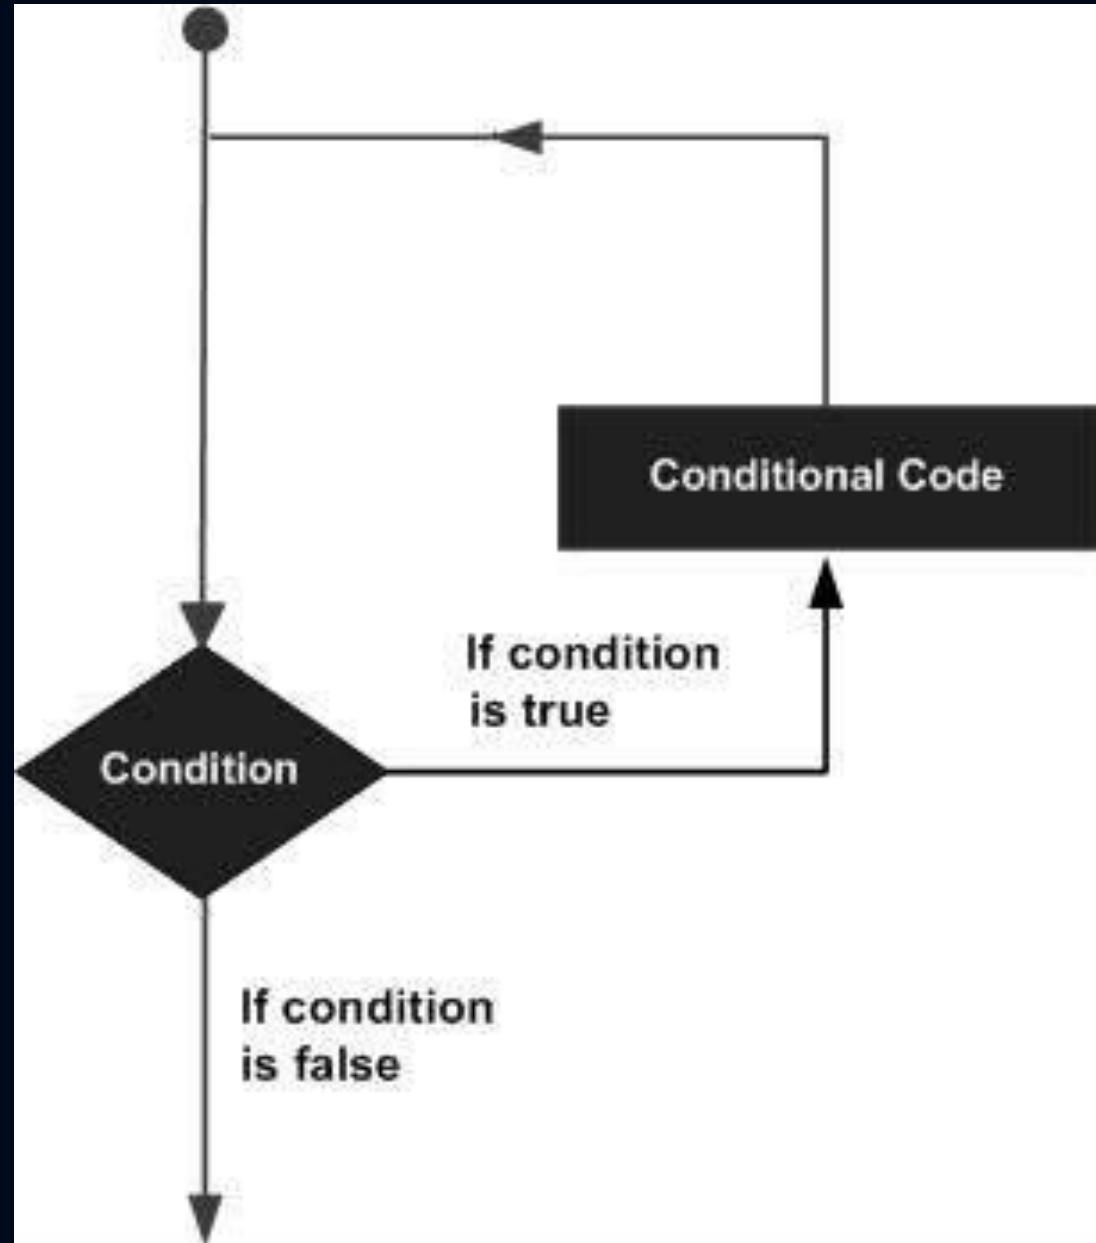 Conditional Code
If condition
is true
Condition
If condition
is false